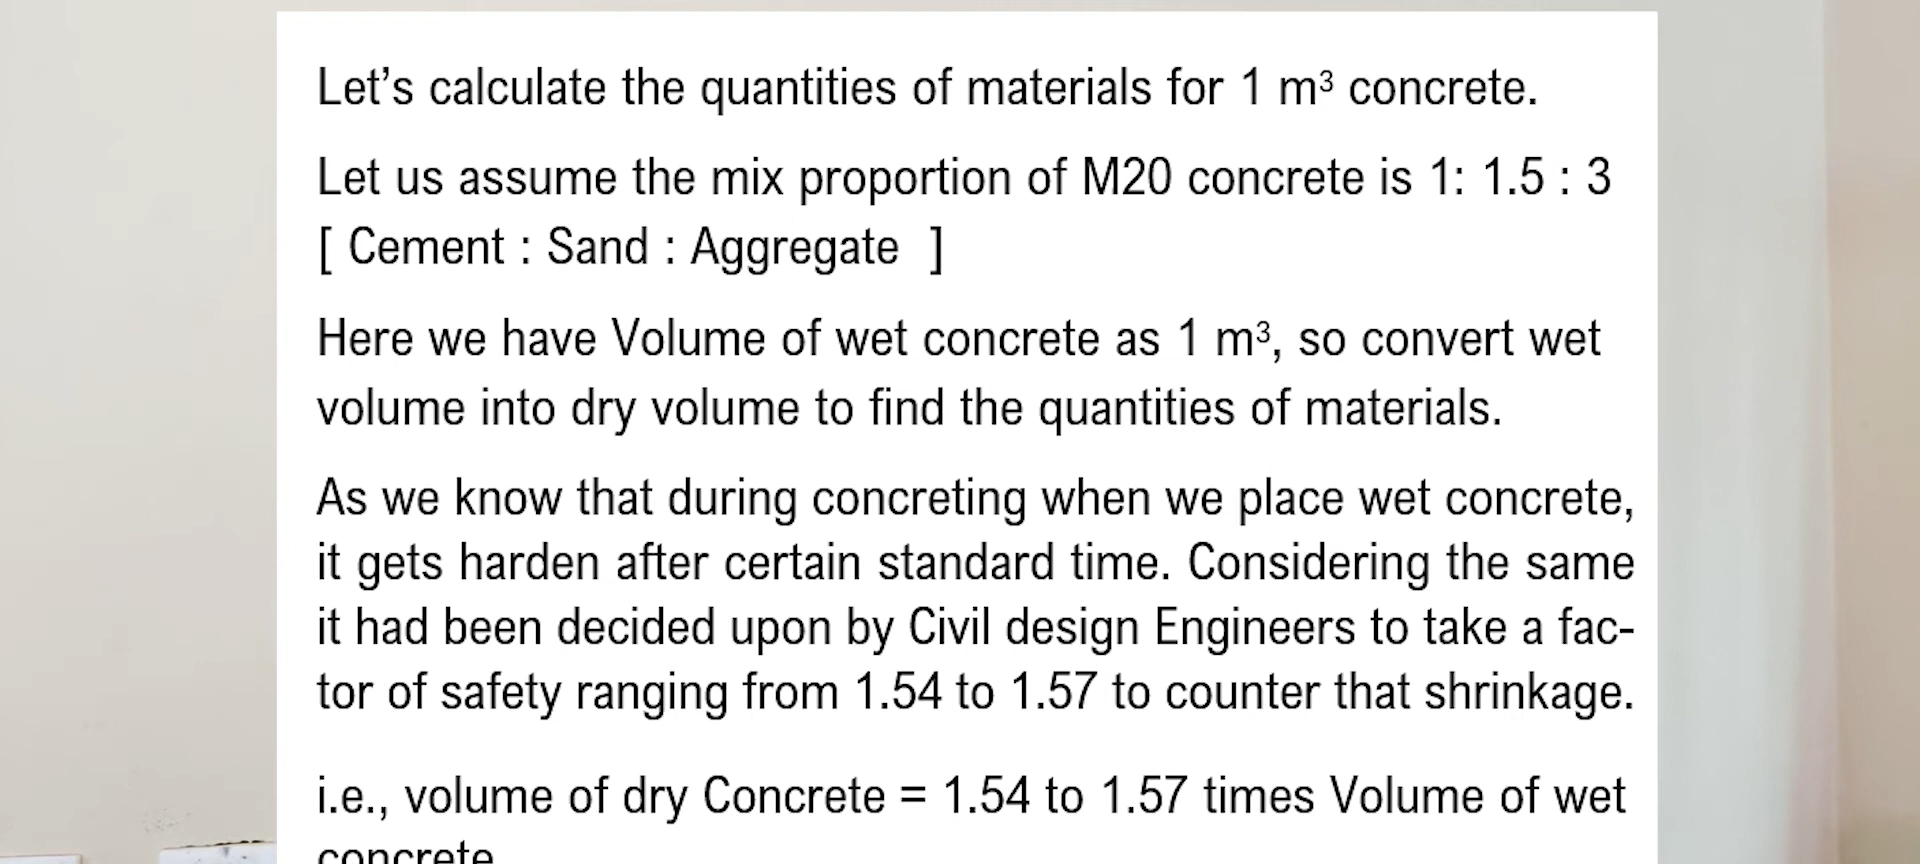 Let’s calculate the quantities of materials for 1 m³ concrete.
Let us assume the mix proportion of M20 concrete is 1: 1.5 : 3
[ Cement : Sand : Aggregate ]
Here we have Volume of wet concrete as 1 m³, so convert wet
volume into dry volume to find the quantities of materials.
As we know that during concreting when we place wet concrete,
it gets harden after certain standard time. Considering the same
it had been decided upon by Civil design Engineers to take a fac-
tor of safety ranging from 1.54 to 1.57 to counter that shrinkage.
i.e., volume of dry Concrete = 1.54 to 1.57 times Volume of wet
concrete